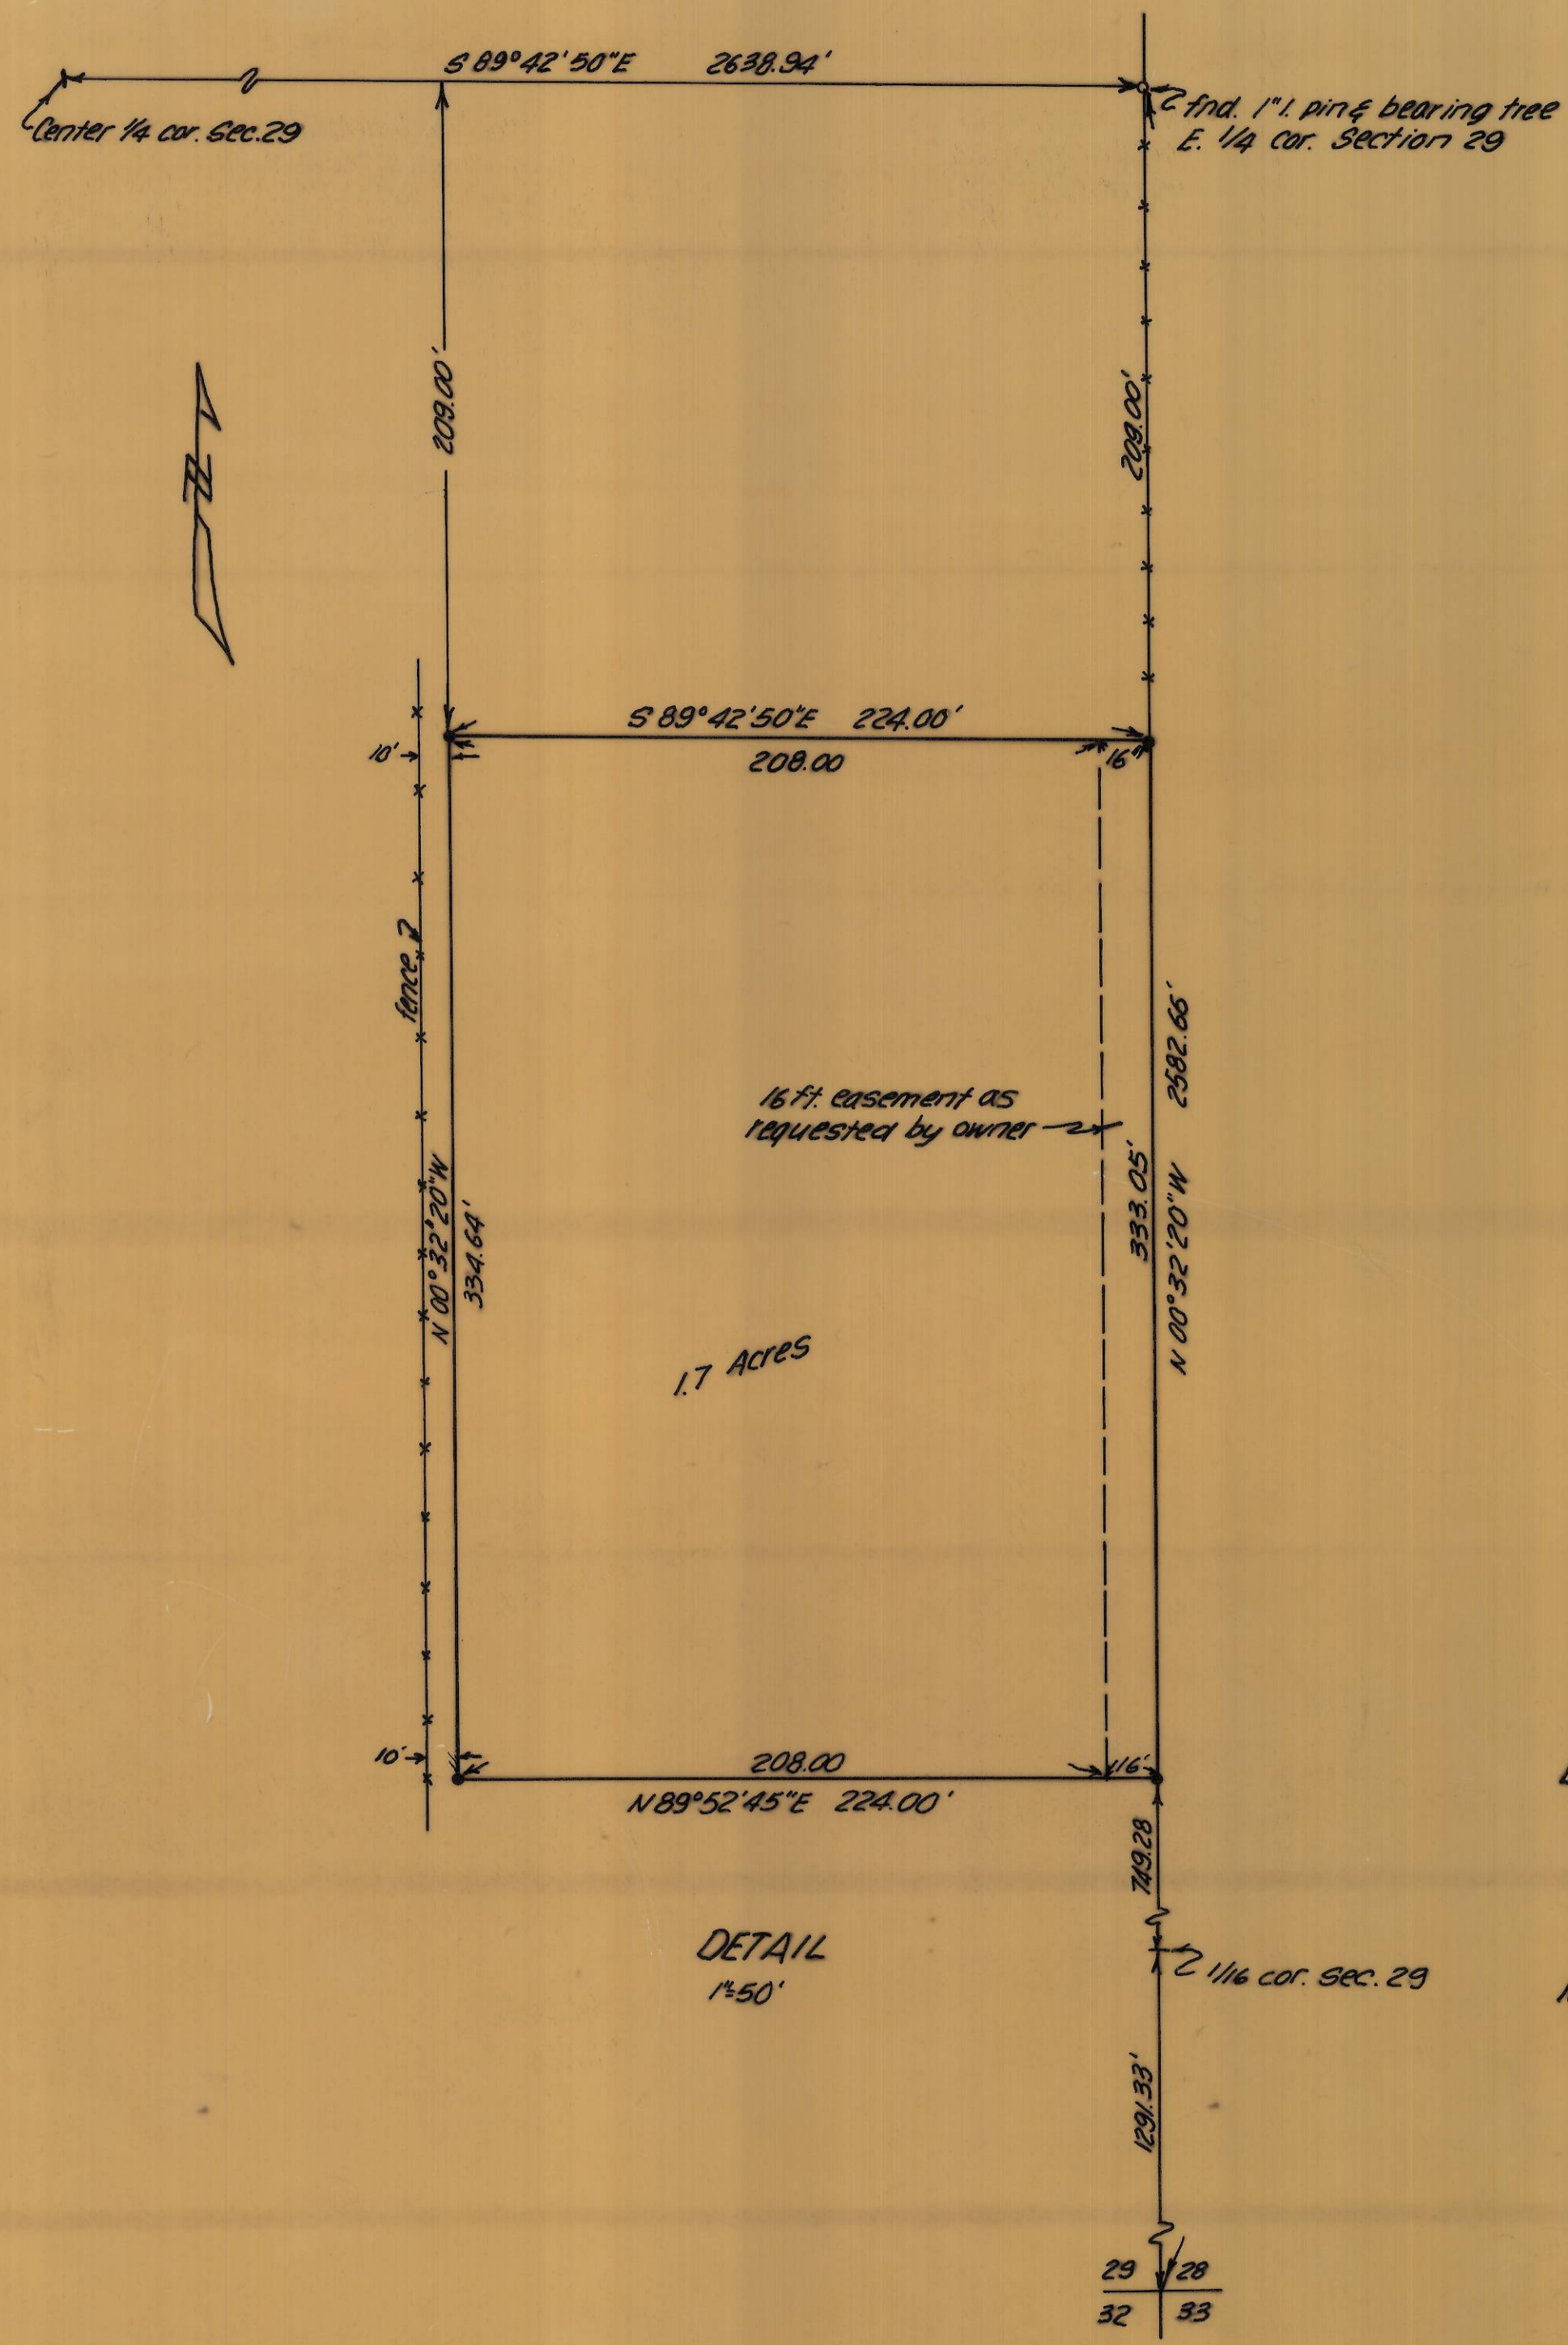 S 89°42'50"E 2638.94'
Center 1/4 cor. Sec.29
fnd. 1" I. pin & bearing tree
E. 1/4 cor. Section 29
209.00'
209.00'
S 89°42'50"E 224.00'
10'
208.00
16'
fence
2582.66'
16 ft. easement as
requested by owner
N 00°32'20"W
334.64'
333.05'
N 00°32'20"W
1.7 Acres
10'
208.00
16'
N 89°52'45"E 224.00'
749.28
DETAIL
1"=50'
1/16 cor. sec. 29
1291.33'
29 28
32 33